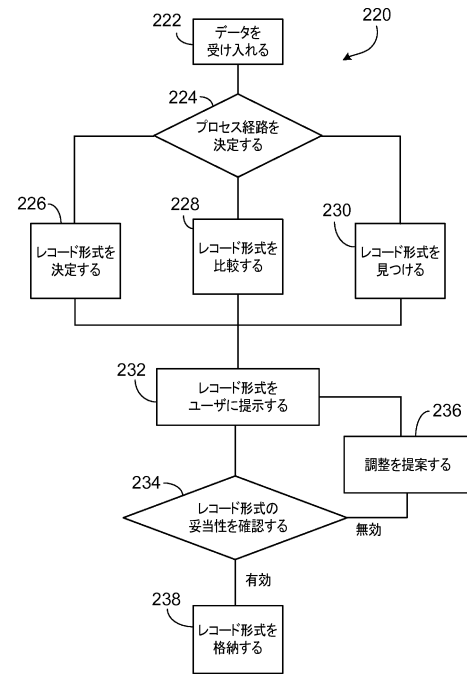 220
222
データを
受け入れる
224
プロセス経路を
決定する
226
レコード形式を
決定する
228
レコード形式を
比較する
230
レコード形式を
見つける
232
レコード形式を
ユーザに提示する
236
調整を提案する
234
レコード形式の
妥当性を確認する
無効
有効
238
レコード形式を
格納する